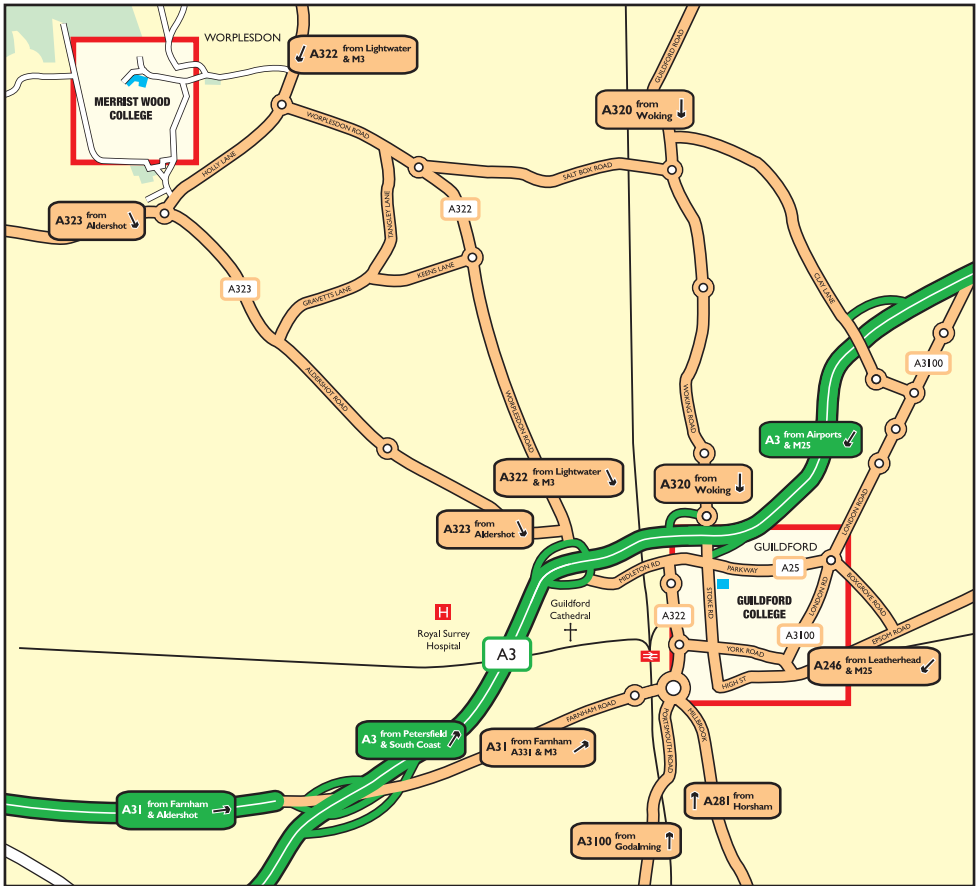 WORPLESDON
A322 from Lightwater
& M3
GUILDFORD ROAD
A320 from
Woking
MERRIST WOOD
COLLEGE
WORPLESDON ROAD
HOLLY LANE
SALT BOX ROAD
TANGLEY LANE
A322
A323 from
Aldershot
A323
KEENS LANE
GRAVETTS LANE
CLAY LANE
A3100
ALDERSHOT ROAD
WORPLESDON ROAD
WOKING ROAD
A3 from Airports
& M25
A322 from Lightwater
& M3
A320 from
Woking
A323 from
Aldershot
LONDON ROAD
GUILDFORD
MIDLETON RD
PARKWAY
A25
STOKE RD
LONDON RD
BOXGROVE ROAD
GUILDFORD
COLLEGE
H
Royal Surrey
Hospital
Guildford
Cathedral
A322
A3100
EPSOM ROAD
A3
YORK ROAD
HIGH ST
A246 from Leatherhead
& M25
FARNHAM ROAD
PORTSMOUTH ROAD
MILLBROOK
A3 from Petersfield
& South Coast
A31 from Farnham
A331 & M3
A31 from Farnham
& Aldershot
A281 from
Horsham
A3100 from
Godalming